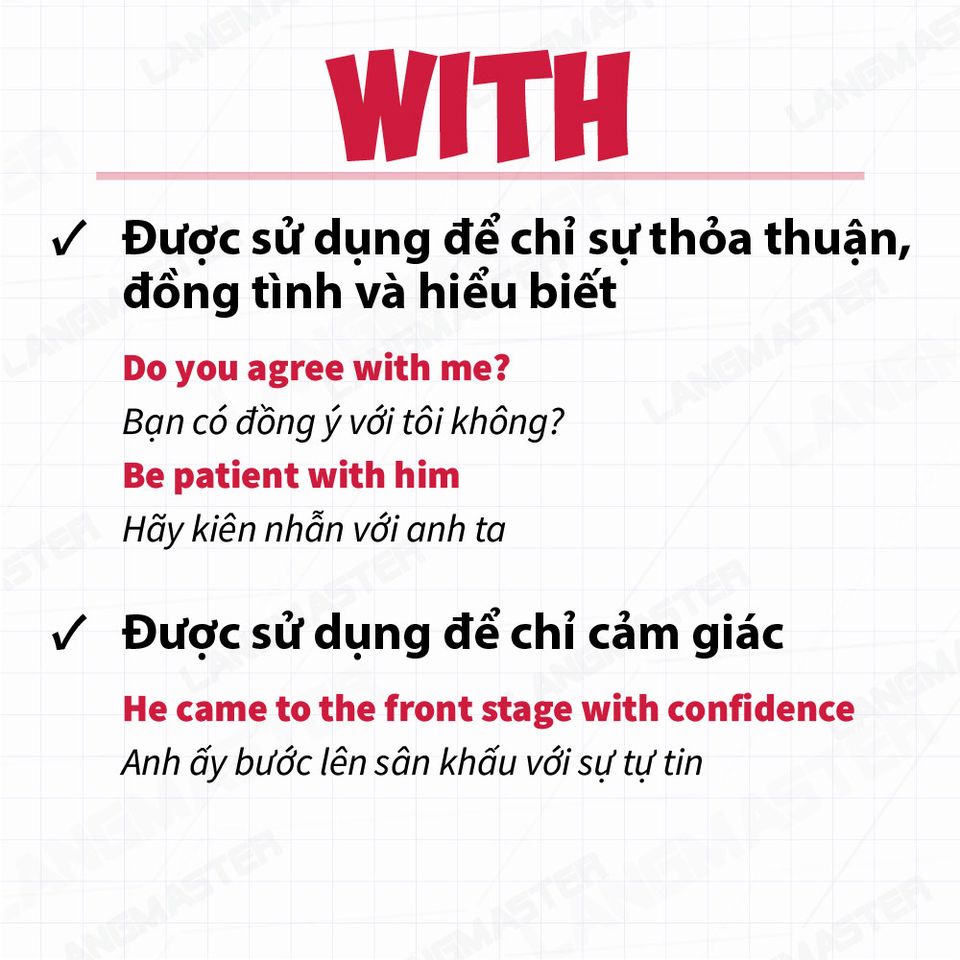 WITH
✓ Được sử dụng để chỉ sự thỏa thuận,
đồng tình và hiểu biết
Do you agree with me?
Bạn có đồng ý với tôi không?
Be patient with him
Hãy kiên nhẫn với anh ta
✓ Được sử dụng để chỉ cảm giác
He came to the front stage with confidence
Anh ấy bước lên sân khấu với sự tự tin
LANGMASTER